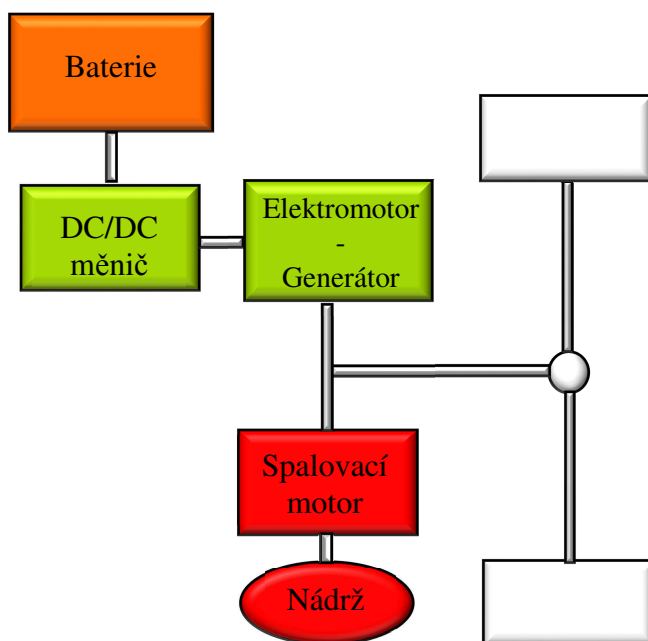 Baterie
DC/DC
měnič
Elektromotor
-
Generátor
Spalovací
motor
Nádrž